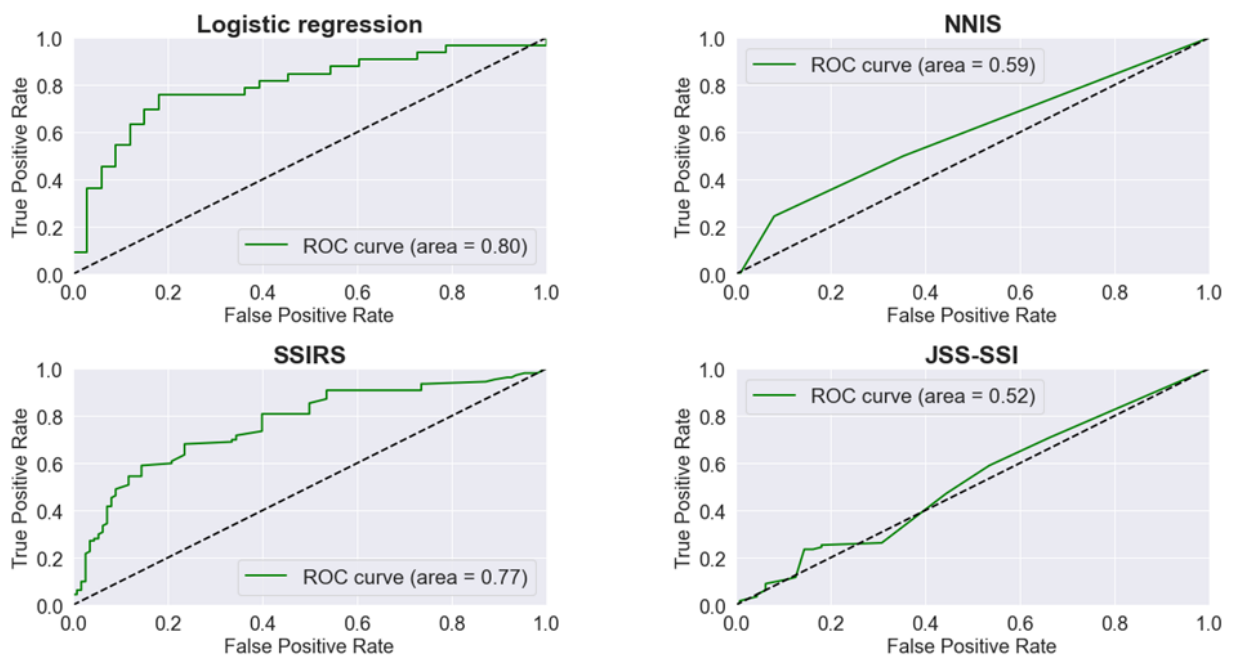 Logistic regression
1.0
0.8
0.6
0.4
0.2
0.0
True Positive Rate
ROC curve (area = 0.80)
0.0 0.2 0.4 0.6 0.8 1.0
False Positive Rate
NNIS
1.0
0.8
0.6
0.4
0.2
0.0
True Positive Rate
ROC curve (area = 0.59)
0.0 0.2 0.4 0.6 0.8 1.0
False Positive Rate
SSIRS
1.0
0.8
0.6
0.4
0.2
0.0
True Positive Rate
ROC curve (area = 0.77)
0.0 0.2 0.4 0.6 0.8 1.0
False Positive Rate
JSS-SSI
1.0
0.8
0.6
0.4
0.2
0.0
True Positive Rate
ROC curve (area = 0.52)
0.0 0.2 0.4 0.6 0.8 1.0
False Positive Rate